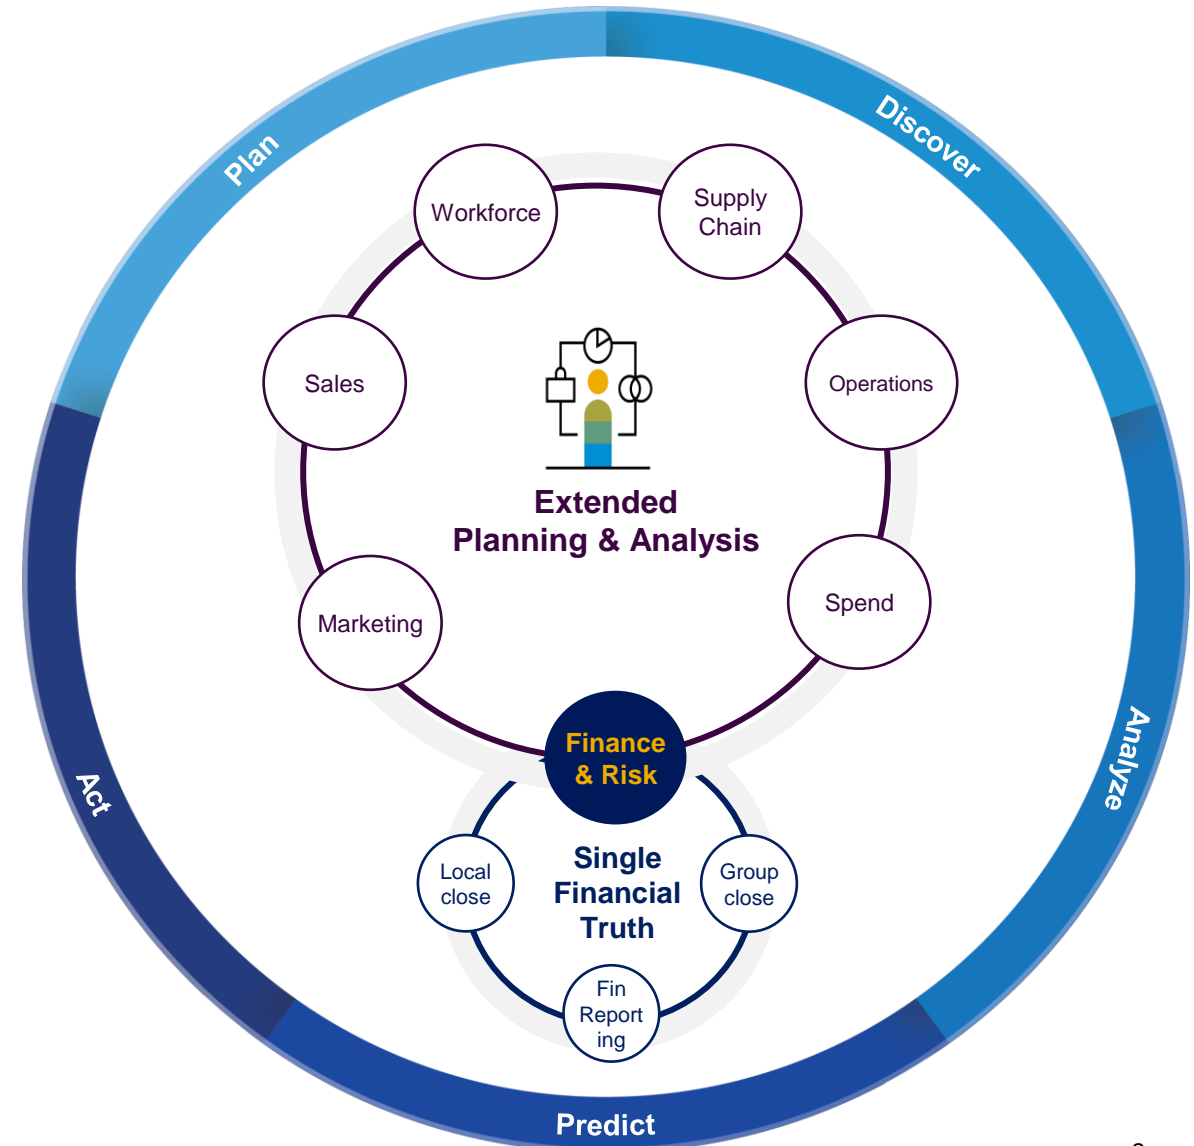 Plan
Discover
Workforce
Supply
Chain
Sales
Operations
Extended
Planning & Analysis
Marketing
Spend
Finance
& Risk
Act
Analyze
Local
close
Single
Financial
Truth
Group
close
Fin
Report
ing
Predict